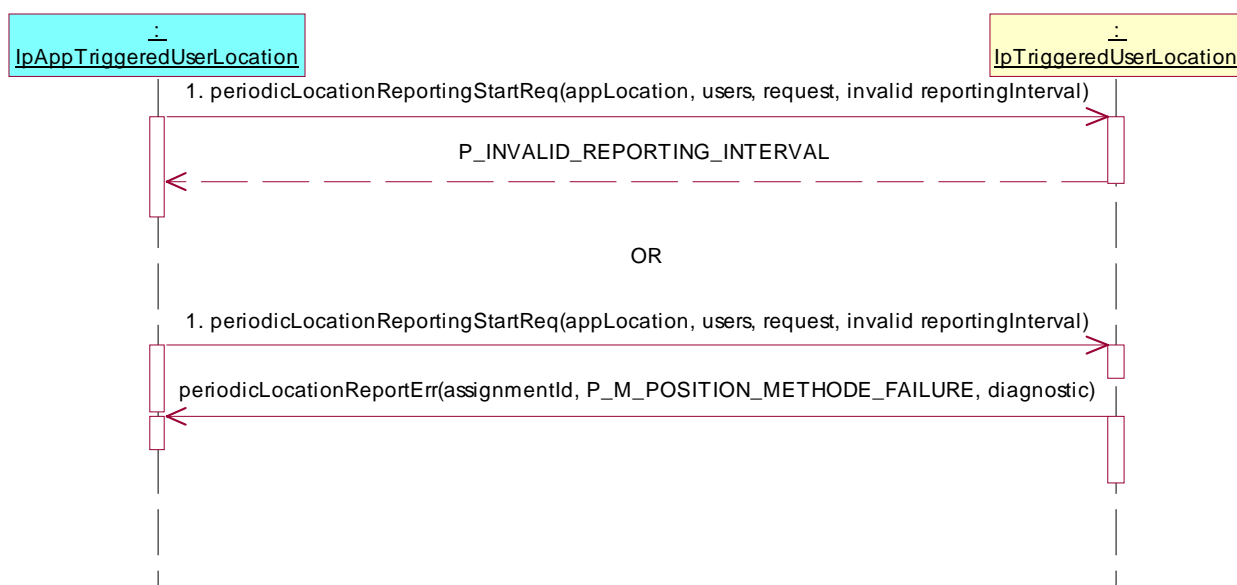 :
IpAppTriggeredUserLocation
:
IpTriggeredUserLocation
1. periodicLocationReportingStartReq(appLocation, users, request, invalid reportingInterval)
P_INVALID_REPORTING_INTERVAL
OR
1. periodicLocationReportingStartReq(appLocation, users, request, invalid reportingInterval)
periodicLocationReportErr(assignmentId, P_M_POSITION_METHODE_FAILURE, diagnostic)